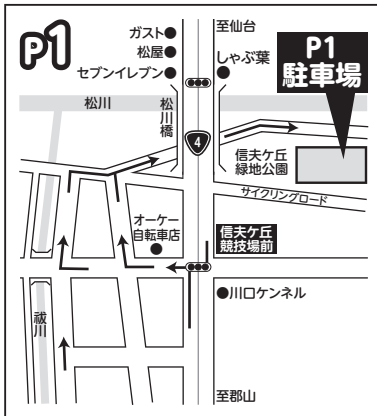 P1
ガスト●
松屋●
セブンイレブン●
至仙台
しゃぶ葉
●
P1
駐車場
松川
松川橋
4
信夫ケ丘
緑地公園
サイクリングロード
オーケー
自転車店
●
信夫ケ丘
競技場前
祓川
●川口ケンネル
至郡山